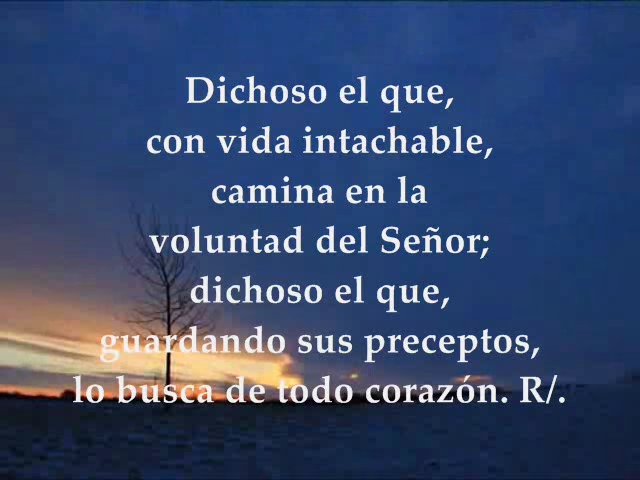 Dichoso el que,
con vida intachable,
camina en la
voluntad del Señor;
dichoso el que,
guardando sus preceptos,
lo busca de todo corazón. R/.